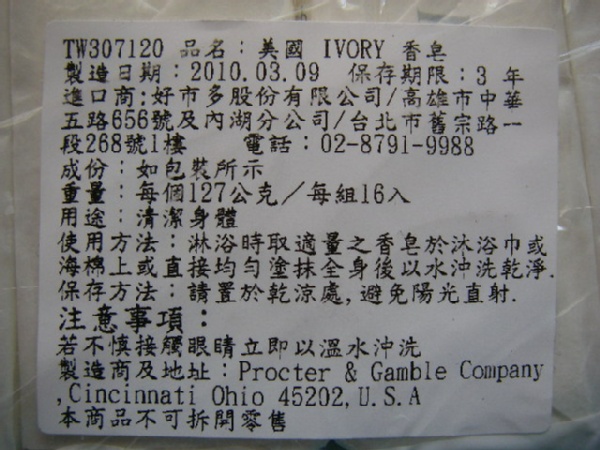 TW307120 品名：美國 IVORY 香皂
製造日期：2010.03.09 保存期限：3 年
進口商:好市多股份有限公司/高雄市中華
五路656號及內湖分公司/台北市舊宗路一
段268號1樓 電話：02-8791-9988
成份：如包裝所示
重量：每個127公克／每組16入
用途：清潔身體
使用方法：淋浴時取適量之香皂於沐浴巾或
海棉上或直接均勻塗抹全身後以水沖洗乾淨.
保存方法：請置於乾涼處,避免陽光直射.
注意事項：
若不慎接觸眼睛立即以溫水沖洗
製造商及地址：Procter & Gamble Company
,Cincinnati Ohio 45202,U.S.A
本商品不可拆開零售